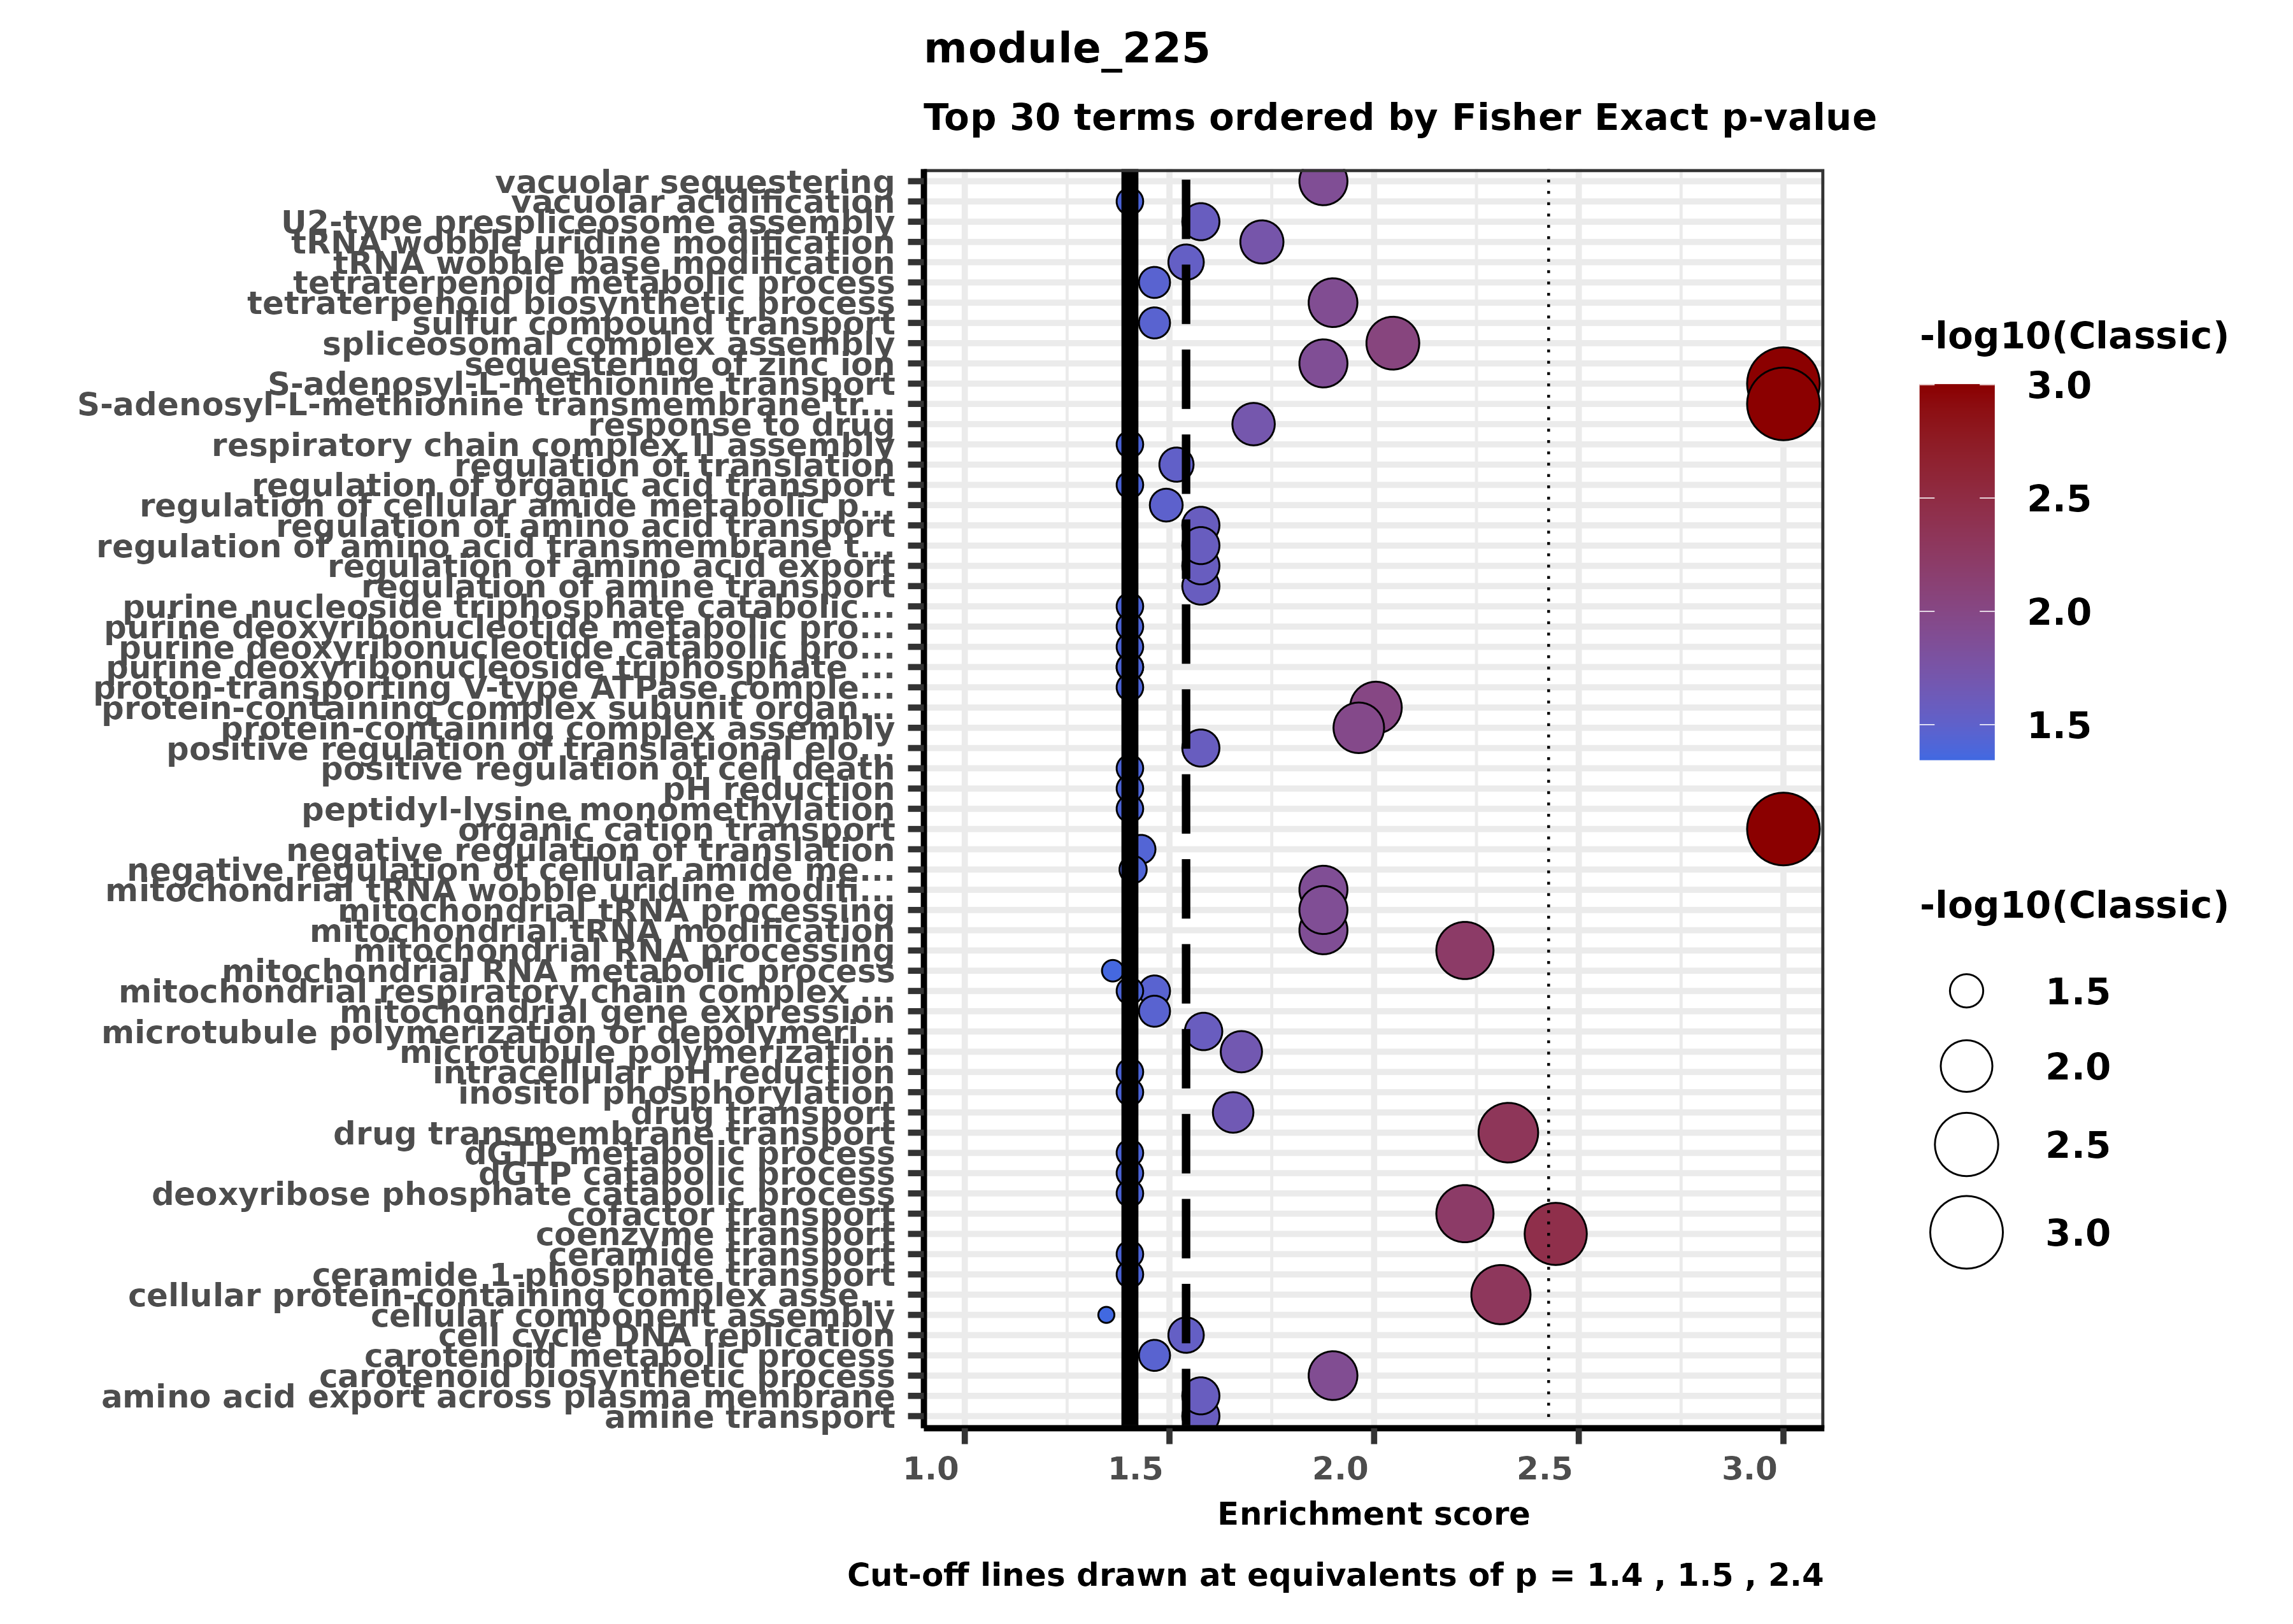 module_225
Top 30 terms ordered by Fisher Exact p-value
vacuolar sequestering
vacuolar acidification
U2-type prespliceosome assembly
tRNA wobble uridine modification
tRNA wobble base modification
tetraterpenoid metabolic process
tetraterpenoid biosynthetic process
sulfur compound transport
spliceosomal complex assembly
sequestering of zinc ion
S-adenosyl-L-methionine transport
S-adenosyl-L-methionine transmembrane tr...
response to drug
respiratory chain complex II assembly
regulation of translation
regulation of organic acid transport
regulation of cellular amide metabolic p...
regulation of amino acid transport
regulation of amino acid transmembrane t...
regulation of amino acid export
regulation of amine transport
purine nucleoside triphosphate catabolic...
purine deoxyribonucleotide metabolic pro...
purine deoxyribonucleotide catabolic pro...
purine deoxyribonucleoside triphosphate ...
proton-transporting V-type ATPase comple...
protein-containing complex subunit organ...
protein-containing complex assembly
positive regulation of translational elo...
positive regulation of cell death
pH reduction
peptidyl-lysine monomethylation
organic cation transport
negative regulation of translation
negative regulation of cellular amide me...
mitochondrial tRNA wobble uridine modifi...
mitochondrial tRNA processing
mitochondrial tRNA modification
mitochondrial RNA processing
mitochondrial RNA metabolic process
mitochondrial respiratory chain complex ...
mitochondrial gene expression
microtubule polymerization or depolymeri...
microtubule polymerization
intracellular pH reduction
inositol phosphorylation
drug transport
drug transmembrane transport
dGTP metabolic process
dGTP catabolic process
deoxyribose phosphate catabolic process
cofactor transport
coenzyme transport
ceramide transport
ceramide 1-phosphate transport
cellular protein-containing complex asse...
cellular component assembly
cell cycle DNA replication
carotenoid metabolic process
carotenoid biosynthetic process
amino acid export across plasma membrane
amine transport
1.0 1.5 2.0 2.5 3.0
Enrichment score
Cut-off lines drawn at equivalents of p = 1.4 , 1.5 , 2.4
-log10(Classic)
3.0
2.5
2.0
1.5
-log10(Classic)
1.5
2.0
2.5
3.0